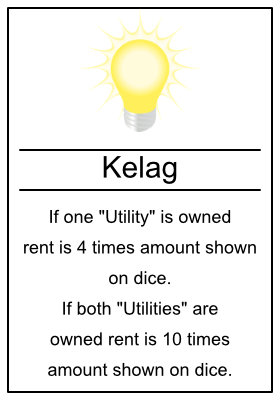 Kelag
If one "Utility" is owned
rent is 4 times amount shown
on dice.
If both "Utilities" are
owned rent is 10 times
amount shown on dice.